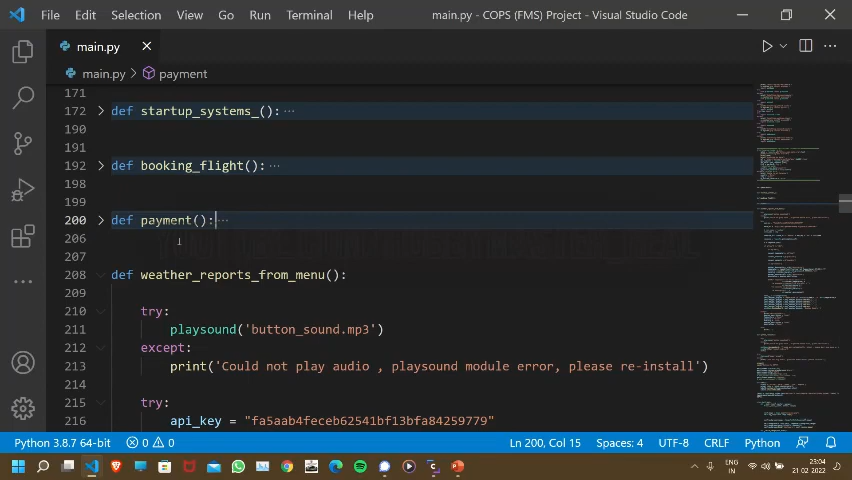 File Edit Selection View Go Run Terminal Help main.py - COPS (FMS) Project - Visual Studio Code
main.py
main.py > payment
171
172 > def startup_systems_(): ···
190
191
192 > def booking_flight(): ···
198
199
200 > def payment(): ···
206
207
208 def weather_reports_from_menu():
209
210 try:
211 playsound('button_sound.mp3')
212 except:
213 print('Could not play audio , playsound module error, please re-install')
214
215 try:
216 api_key = "fa5aab4feceb62541bf13bfa84259779"
Python 3.8.7 64-bit 0 0 Ln 200, Col 15 Spaces: 4 UTF-8 CRLF Python
ENG
IN
23:04
21-02-2022